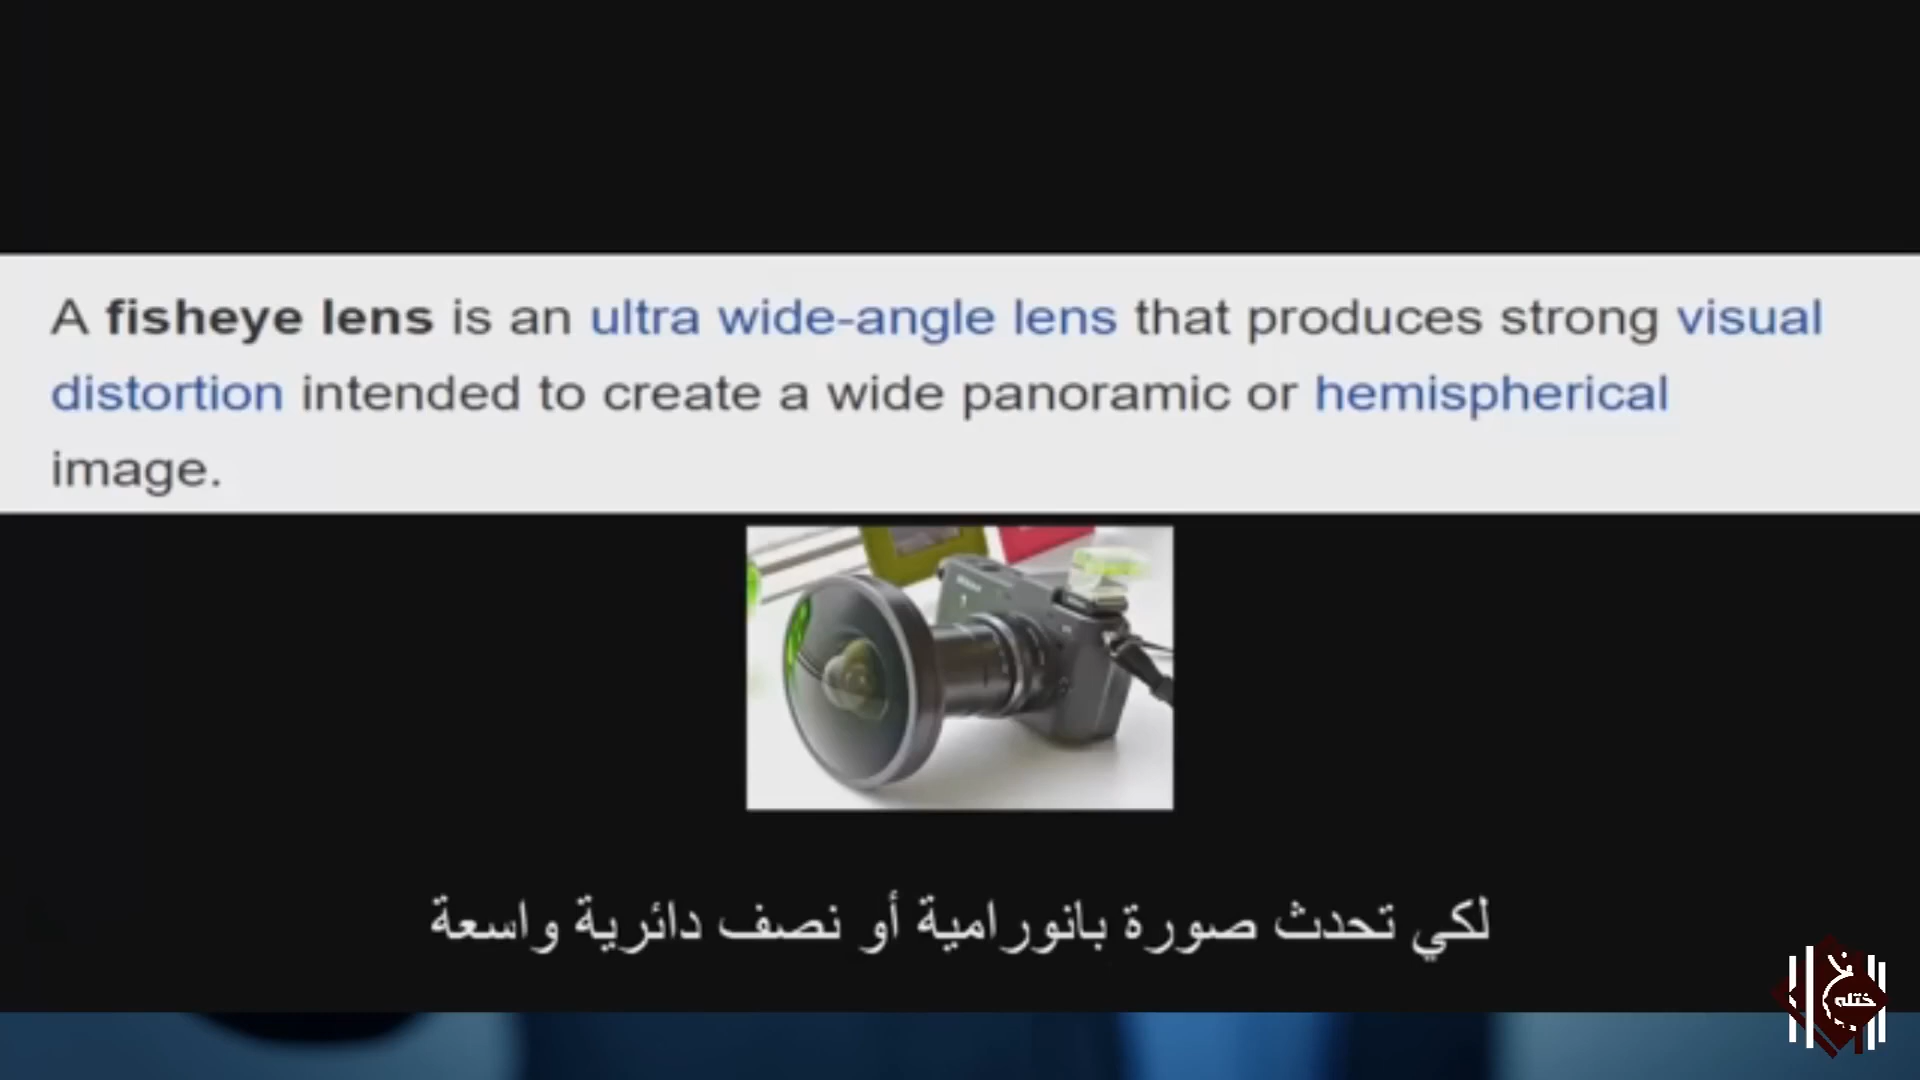 A fisheye lens is an ultra wide-angle lens that produces strong visual
distortion intended to create a wide panoramic or hemispherical
image.
لكي تحدث صورة بانورامية أو نصف دائرية واسعة
ختله